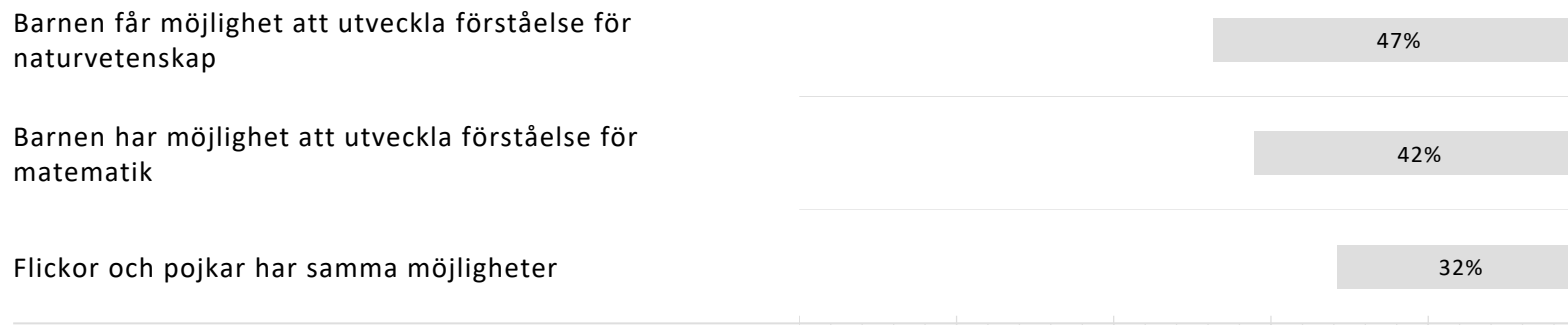 Barnen får möjlighet att utveckla förståelse för
naturvetenskap
47%
Barnen har möjlighet att utveckla förståelse för
matematik
42%
Flickor och pojkar har samma möjligheter
32%